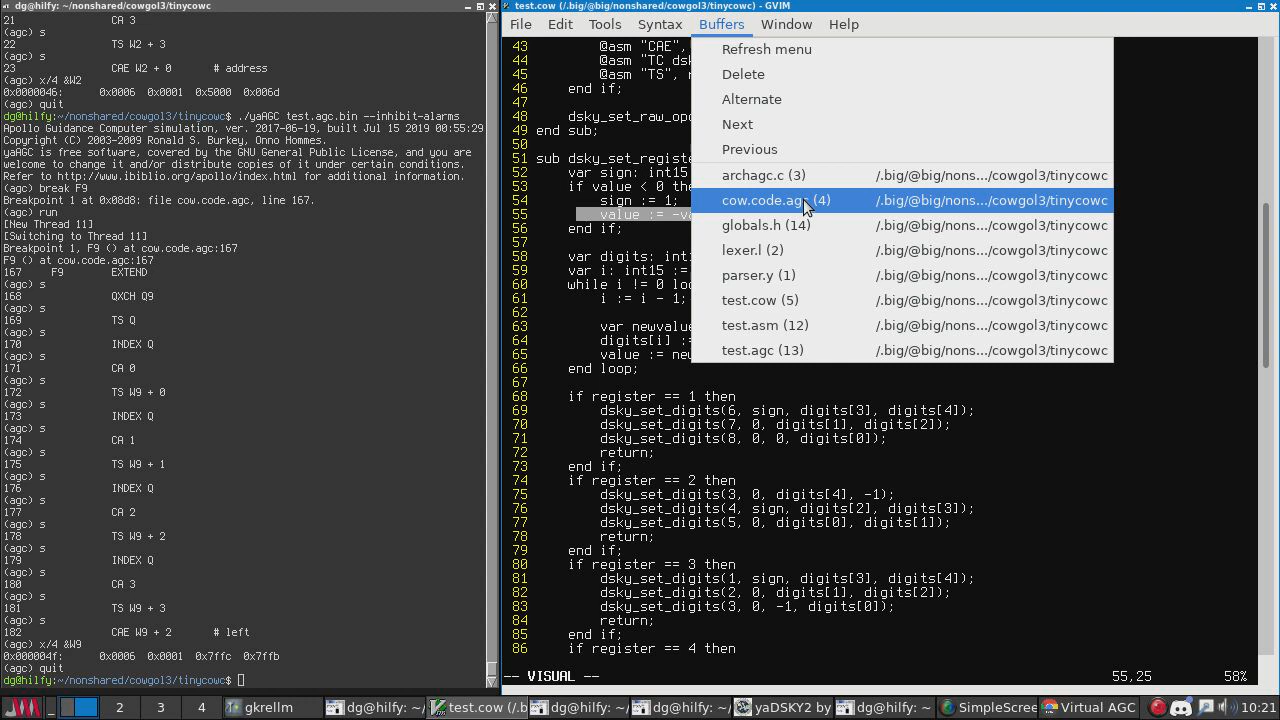 dg@hilfy: ~/nonshared/cowgol3/tinycowc
21 CA 3
(agc) s
22 TS W2 + 3
(agc) s
23 CAE W2 + 0 # address
(agc) x/4 &W2
0x0000046: 0x0006 0x0001 0x5000 0x006d
(agc) quit
dg@hilfy:~/nonshared/cowgol3/tinycowc$ ./yaAGC test.agc.bin --inhibit-alarms
Apollo Guidance Computer simulation, ver. 2017-06-19, built Jul 15 2019 00:55:29
Copyright (C) 2003-2009 Ronald S. Burkey, Onno Hommes.
yaAGC is free software, covered by the GNU General Public License, and you are
welcome to change it and/or distribute copies of it under certain conditions.
Refer to http://www.ibiblio.org/apollo/index.html for additional information.
(agc) break F9
Breakpoint 1 at 0x08d8: file cow.code.agc, line 167.
(agc) run
[New Thread 11]
[Switching to Thread 11]
Breakpoint 1, F9 () at cow.code.agc:167
F9 () at cow.code.agc:167
167 F9 EXTEND
(agc) s
168 QXCH Q9
(agc) s
169 TS Q
(agc) s
170 INDEX Q
(agc) s
171 CA 0
(agc) s
172 TS W9 + 0
(agc) s
173 INDEX Q
(agc) s
174 CA 1
(agc) s
175 TS W9 + 1
(agc) s
176 INDEX Q
(agc) s
177 CA 2
(agc) s
178 TS W9 + 2
(agc) s
179 INDEX Q
(agc) s
180 CA 3
(agc) s
181 TS W9 + 3
(agc) s
182 CAE W9 + 2 # left
(agc) x/4 &W9
0x000004f: 0x0006 0x0001 0x7ffc 0x7ffb
(agc) quit
dg@hilfy:~/nonshared/cowgol3/tinycowc$
test.cow (/.big/@big/nonshared/cowgol3/tinycowc) - GVIM
File Edit Tools Syntax Buffers Window Help
Refresh menu
Delete
Alternate
Next
Previous
archagc.c (3) /.big/@big/nons.../cowgol3/tinycowc
cow.code.ag (4) /.big/@big/nons.../cowgol3/tinycowc
globals.h (14) /.big/@big/nons.../cowgol3/tinycowc
lexer.l (2) /.big/@big/nons.../cowgol3/tinycowc
parser.y (1) /.big/@big/nons.../cowgol3/tinycowc
test.cow (5) /.big/@big/nons.../cowgol3/tinycowc
test.asm (12) /.big/@big/nons.../cowgol3/tinycowc
test.agc (13) /.big/@big/nons.../cowgol3/tinycowc
43 @asm "CAE",
44 @asm "TC dsk
45 @asm "TS", r
46 end if;
47
48 dsky_set_raw_opc
49 end sub;
50
51 sub dsky_set_registe
52 var sign: int15
53 if value < 0 the
54 sign := 1;
55 value := -va
56 end if;
57
58 var digits: int1
59 var i: int15 :=
60 while i != 0 loo
61 i := i - 1;
62
63 var newvalue
64 digits[i] :=
65 value := new
66 end loop;
67
68 if register == 1 then
69 dsky_set_digits(6, sign, digits[3], digits[4]);
70 dsky_set_digits(7, 0, digits[1], digits[2]);
71 dsky_set_digits(8, 0, 0, digits[0]);
72 return;
73 end if;
74 if register == 2 then
75 dsky_set_digits(3, 0, digits[4], -1);
76 dsky_set_digits(4, sign, digits[2], digits[3]);
77 dsky_set_digits(5, 0, digits[0], digits[1]);
78 return;
79 end if;
80 if register == 3 then
81 dsky_set_digits(1, sign, digits[3], digits[4]);
82 dsky_set_digits(2, 0, digits[1], digits[2]);
83 dsky_set_digits(3, 0, -1, digits[0]);
84 return;
85 end if;
86 if register == 4 then
-- VISUAL -- 55,25 58%
2 3 4 gkrellm dg@hilfy: ~/ test.cow (/.b dg@hilfy: ~/ dg@hilfy: ~/ yaDSKY2 by dg@hilfy: ~ SimpleScree Virtual AGC 10:21